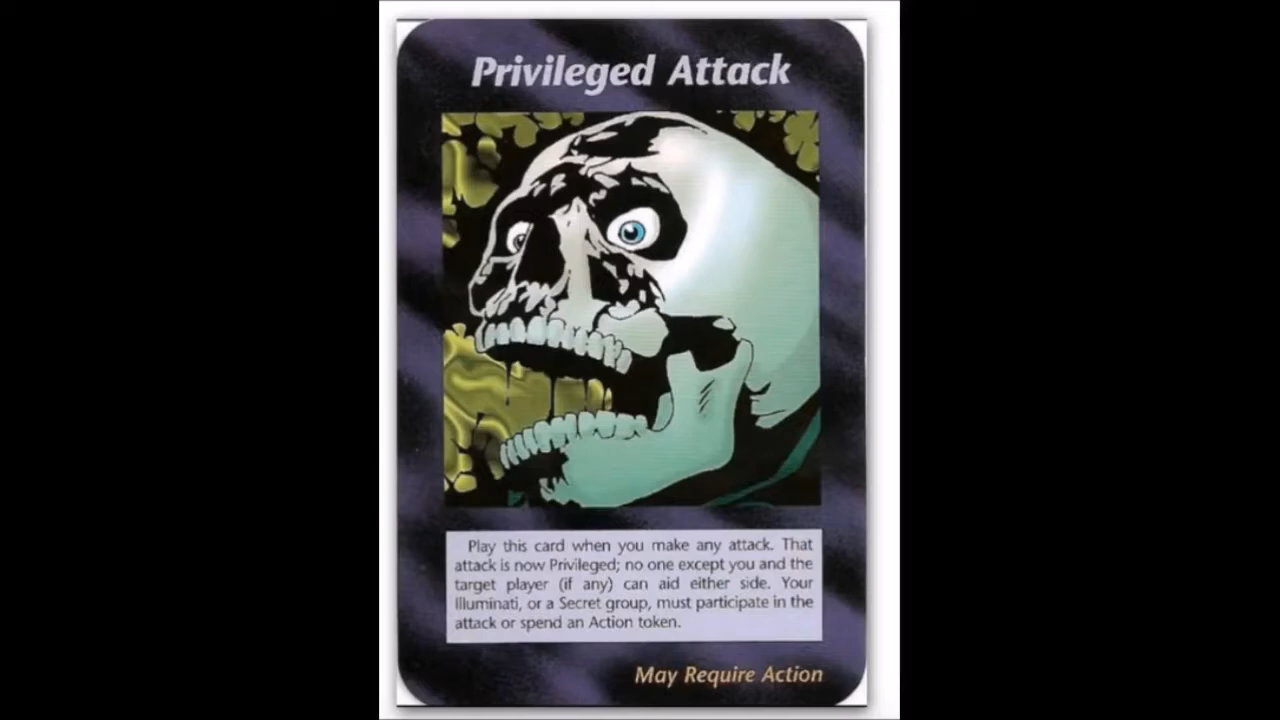 Privileged Attack
Play this card when you make any attack. That
attack is now Privileged; no one except you and the
target player (if any) can aid either side. Your
Illuminati, or a Secret group, must participate in the
attack or spend an Action token.
May Require Action